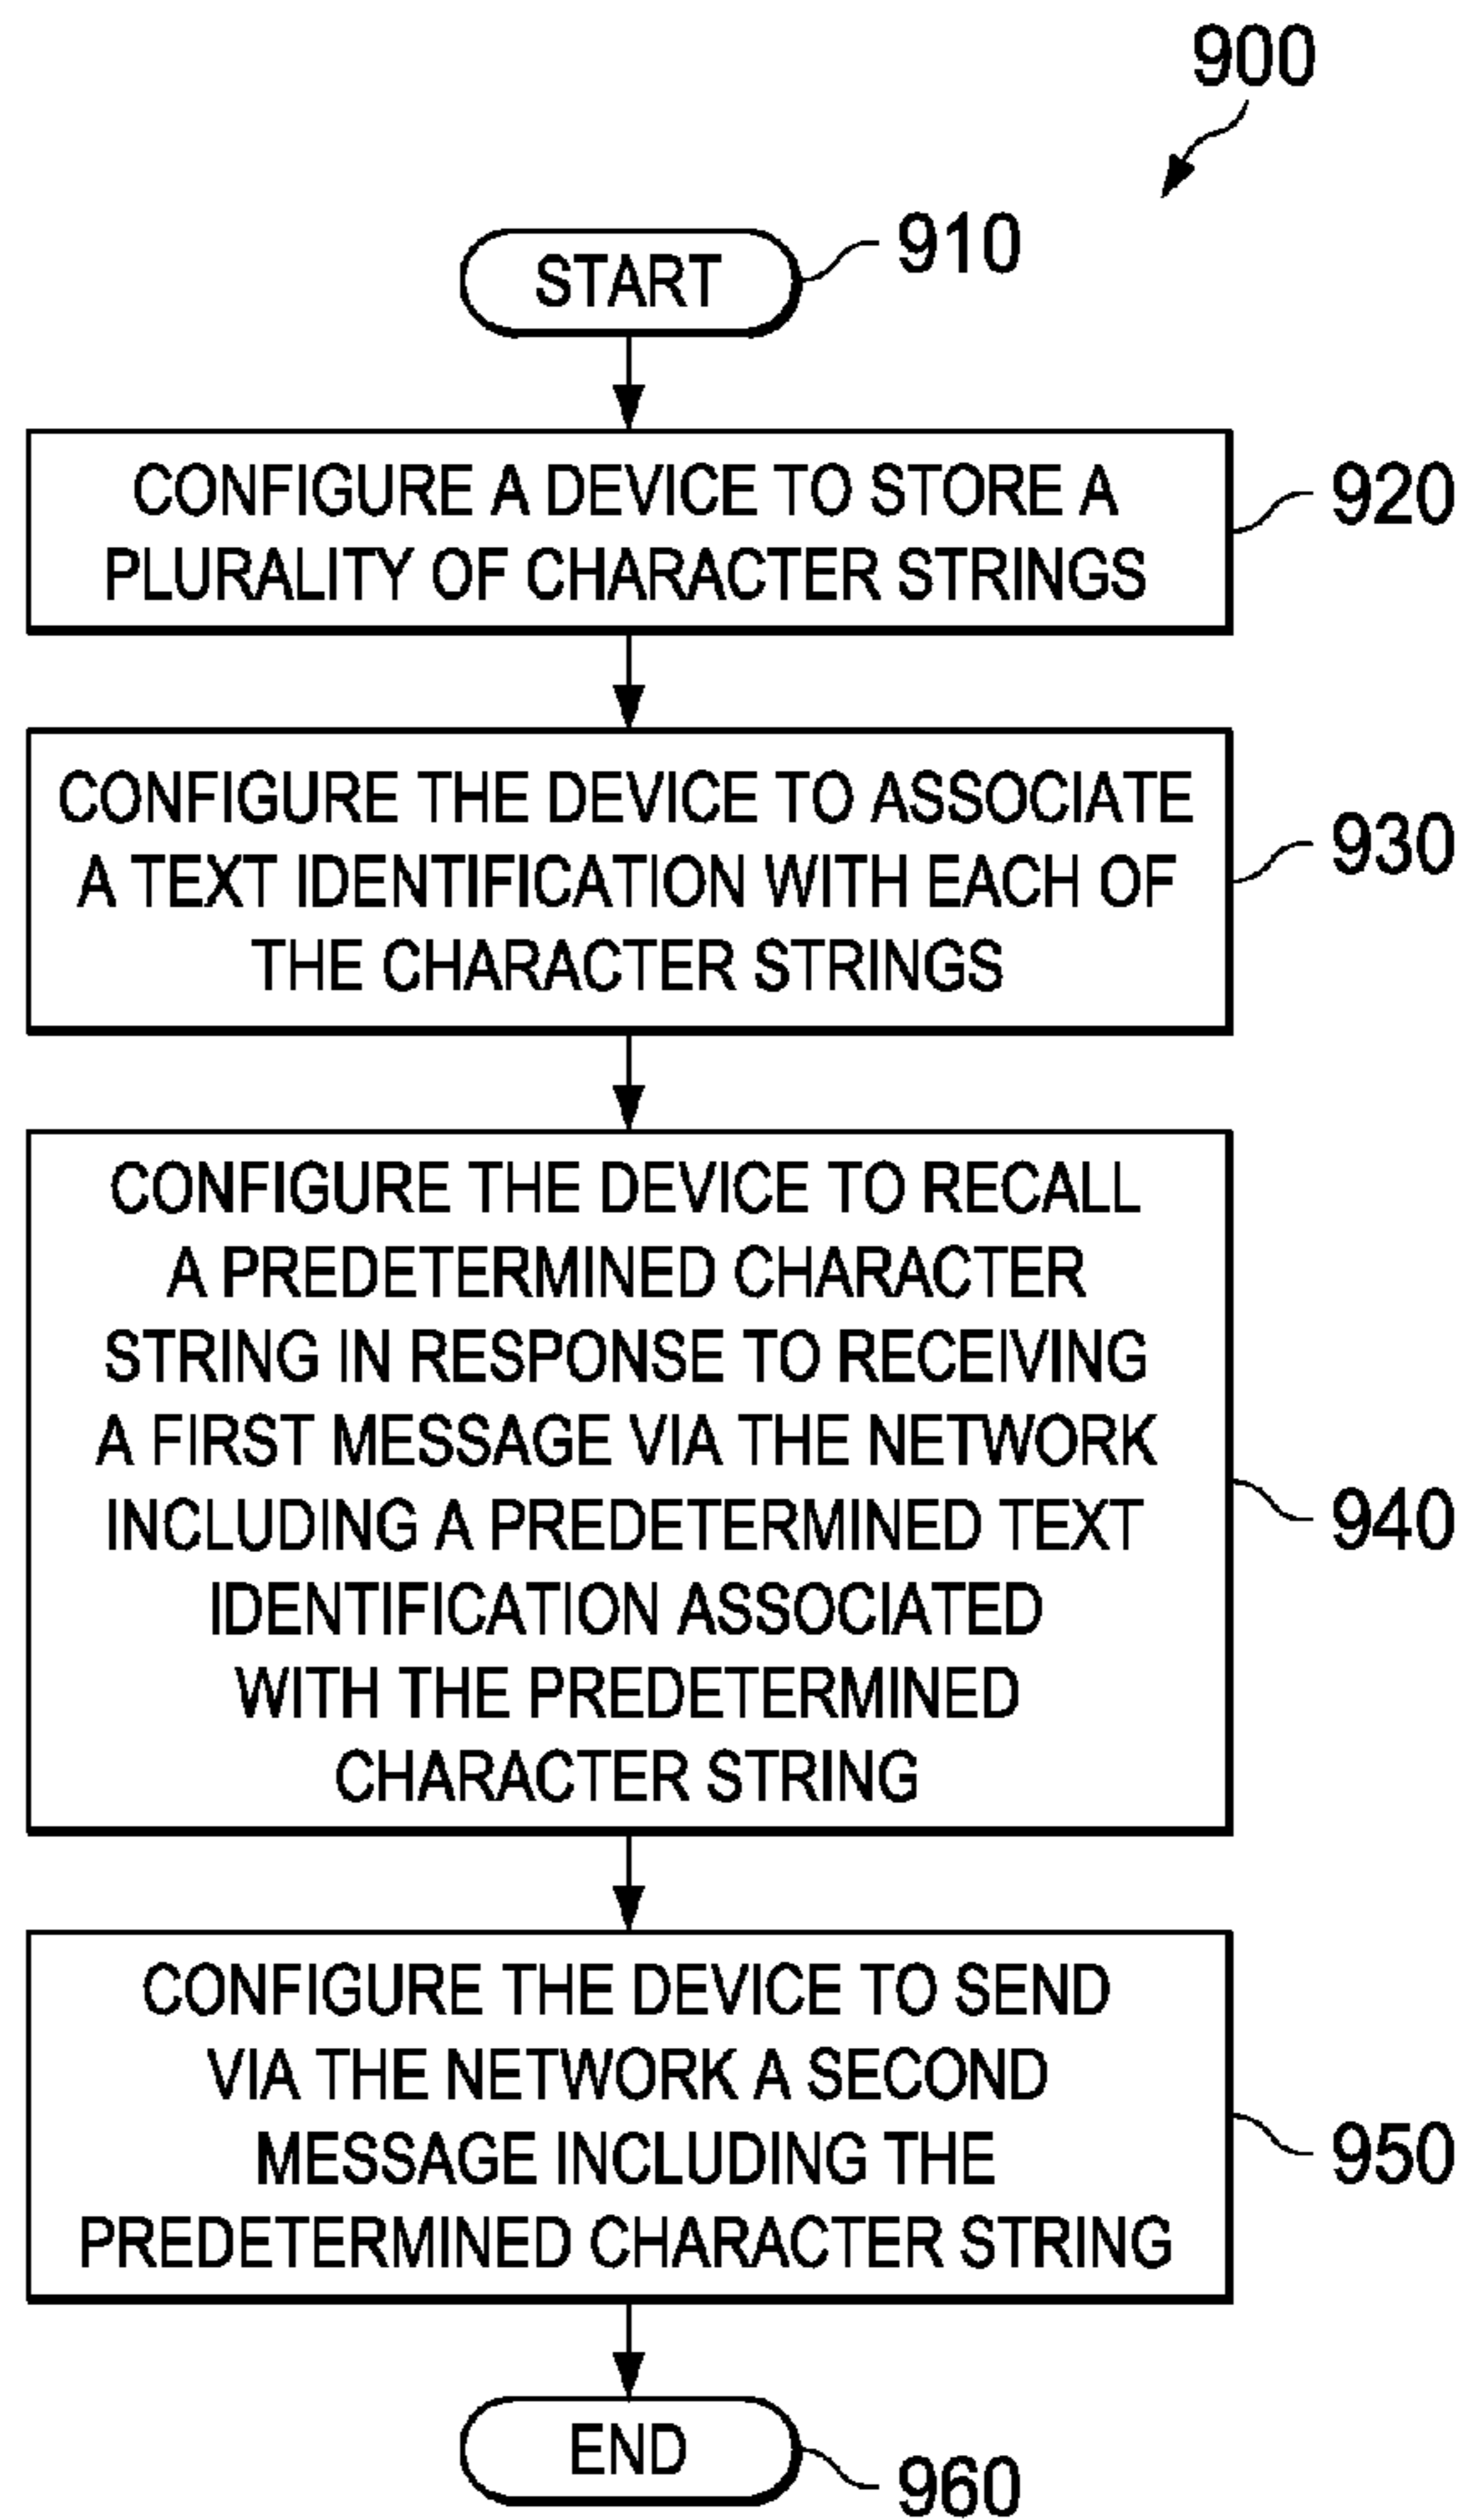 900
START
910
CONFIGURE A DEVICE TO STORE A
PLURALITY OF CHARACTER STRINGS
920
CONFIGURE THE DEVICE TO ASSOCIATE
A TEXT IDENTIFICATION WITH EACH OF
THE CHARACTER STRINGS
930
CONFIGURE THE DEVICE TO RECALL
A PREDETERMINED CHARACTER
STRING IN RESPONSE TO RECEIVING
A FIRST MESSAGE VIA THE NETWORK
INCLUDING A PREDETERMINED TEXT
IDENTIFICATION ASSOCIATED
WITH THE PREDETERMINED
CHARACTER STRING
940
CONFIGURE THE DEVICE TO SEND
VIA THE NETWORK A SECOND
MESSAGE INCLUDING THE
PREDETERMINED CHARACTER STRING
950
END
960